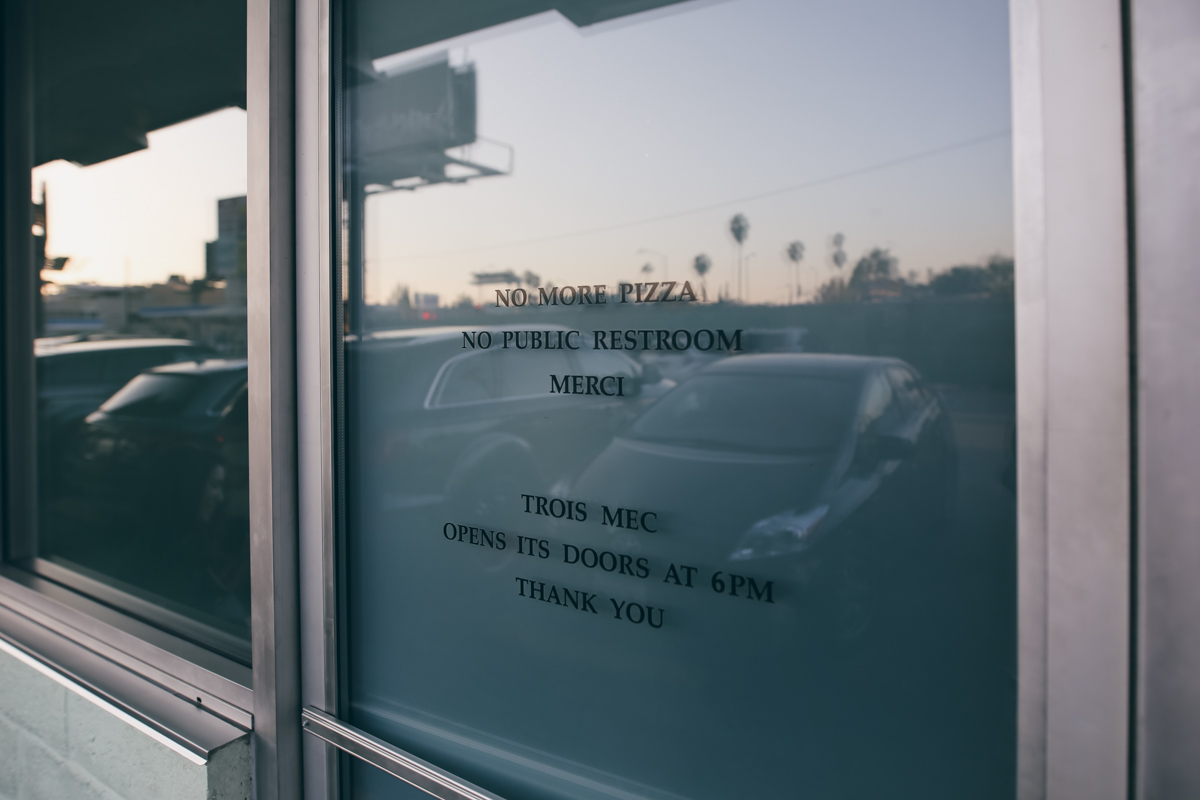 NO MORE PIZZA
NO PUBLIC RESTROOM
MERCI
TROIS MEC
OPENS ITS DOORS AT 6PM
THANK YOU